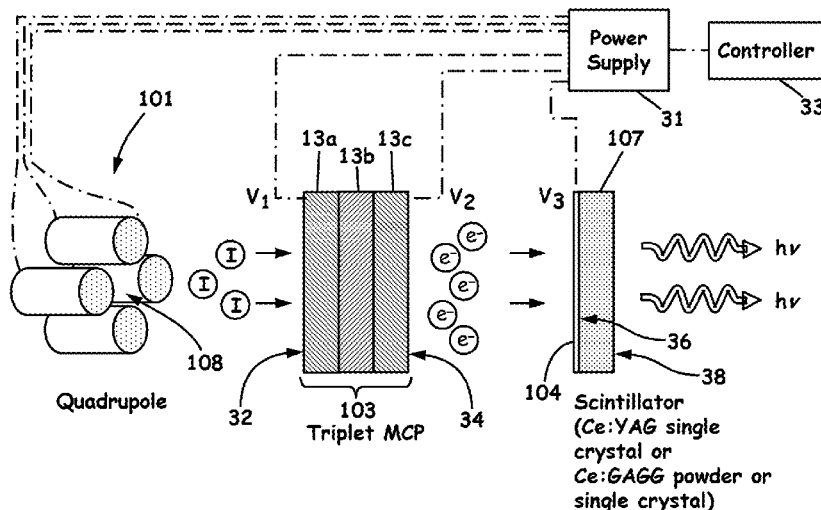 Power
Supply
Controller
31
33
101
13a
13b
13c
107
V1
V2
V3
I
I
I
e-
e-
e-
e-
e-
hν
hν
108
32
34
36
38
104
Quadrupole
103
Triplet MCP
Scintillator
(Ce:YAG single
crystal or
Ce:GAGG powder or
single crystal)